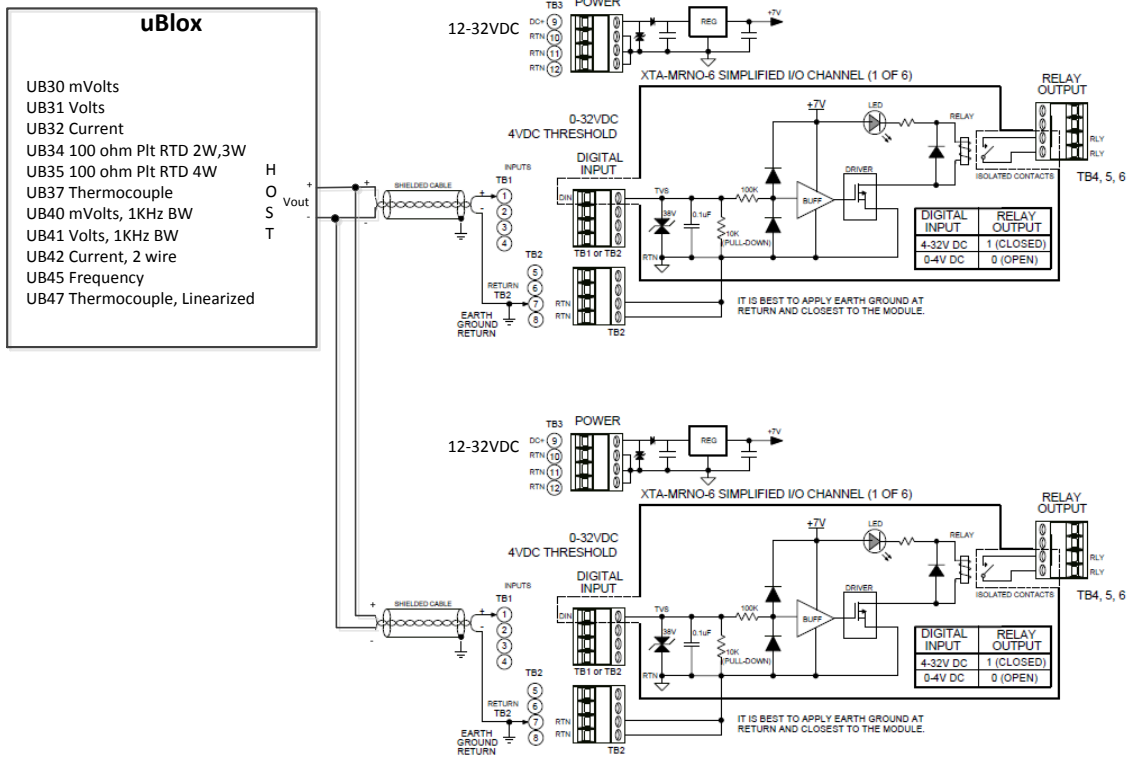 uBlox
UB30 mVolts
UB31 Volts
UB32 Current
UB34 100 ohm Plt RTD 2W,3W
UB35 100 ohm Plt RTD 4W
UB37 Thermocouple
UB40 mVolts, 1KHz BW
UB41 Volts, 1KHz BW
UB42 Current, 2 wire
UB45 Frequency
UB47 Thermocouple, Linearized
H
O
S
T
+
Vout
-
TB3 POWER
12-32VDC
DC+ 9
RTN 10
RTN 11
RTN 12
REG
+7V
XTA-MRNO-6 SIMPLIFIED I/O CHANNEL (1 OF 6)
RELAY
OUTPUT
0-32VDC
4VDC THRESHOLD
DIGITAL
INPUT
INPUTS
TB1
+ SHIELDED CABLE + 1
- - 2
3
4
DIN
TB1 or TB2
TB2
5
RETURN 6
TB2 7
8
EARTH
GROUND
RETURN
RTN
RTN
TB2
TVS
38V
0.1uF
10K
(PULL-DOWN)
RTN
100K
+7V
BUFF
DRIVER
LED
RELAY
ISOLATED CONTACTS
RLY
RLY
TB4, 5, 6
DIGITAL INPUT RELAY OUTPUT
4-32V DC 1 (CLOSED)
0-4V DC 0 (OPEN)
IT IS BEST TO APPLY EARTH GROUND AT
RETURN AND CLOSEST TO THE MODULE.
TB3 POWER
12-32VDC
DC+ 9
RTN 10
RTN 11
RTN 12
REG
+7V
XTA-MRNO-6 SIMPLIFIED I/O CHANNEL (1 OF 6)
RELAY
OUTPUT
0-32VDC
4VDC THRESHOLD
DIGITAL
INPUT
INPUTS
TB1
+ SHIELDED CABLE + 1
- - 2
3
4
DIN
TB1 or TB2
TB2
5
RETURN 6
TB2 7
8
EARTH
GROUND
RETURN
RTN
RTN
TB2
TVS
38V
0.1uF
10K
(PULL-DOWN)
RTN
100K
+7V
BUFF
DRIVER
LED
RELAY
ISOLATED CONTACTS
RLY
RLY
TB4, 5, 6
DIGITAL INPUT RELAY OUTPUT
4-32V DC 1 (CLOSED)
0-4V DC 0 (OPEN)
IT IS BEST TO APPLY EARTH GROUND AT
RETURN AND CLOSEST TO THE MODULE.